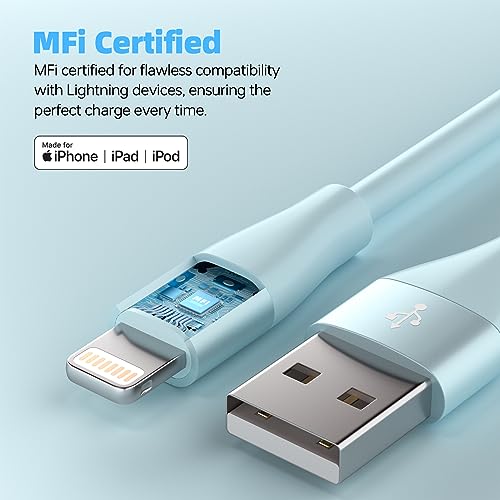 MFi Certified
MFi certified for flawless compatibility
with Lightning devices, ensuring the
perfect charge every time.
Made for
iPhone | iPad | iPod
MFi